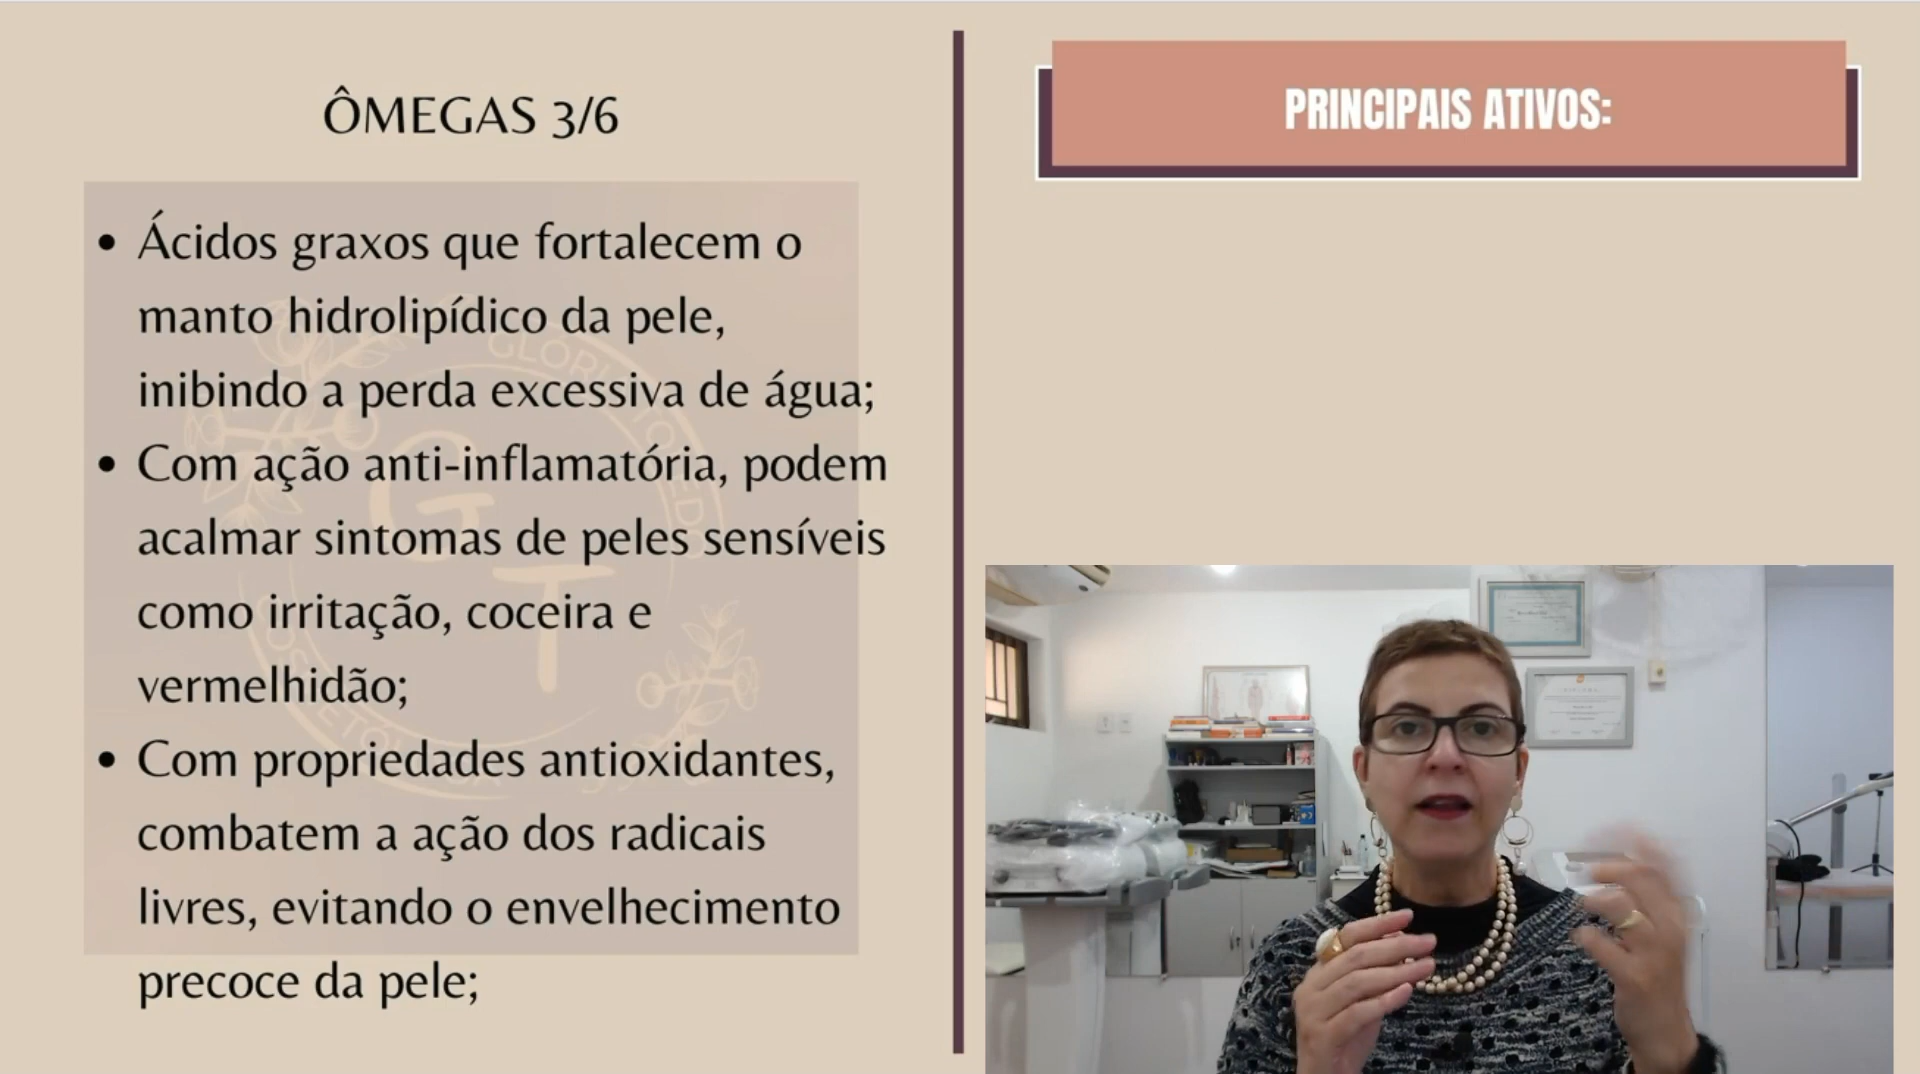 ÔMEGAS 3/6
• Ácidos graxos que fortalecem o
manto hidrolipídico da pele,
inibindo a perda excessiva de água;
• Com ação anti-inflamatória, podem
acalmar sintomas de peles sensíveis
como irritação, coceira e
vermelhidão;
• Com propriedades antioxidantes,
combatem a ação dos radicais
livres, evitando o envelhecimento
precoce da pele;
PRINCIPAIS ATIVOS:
GT